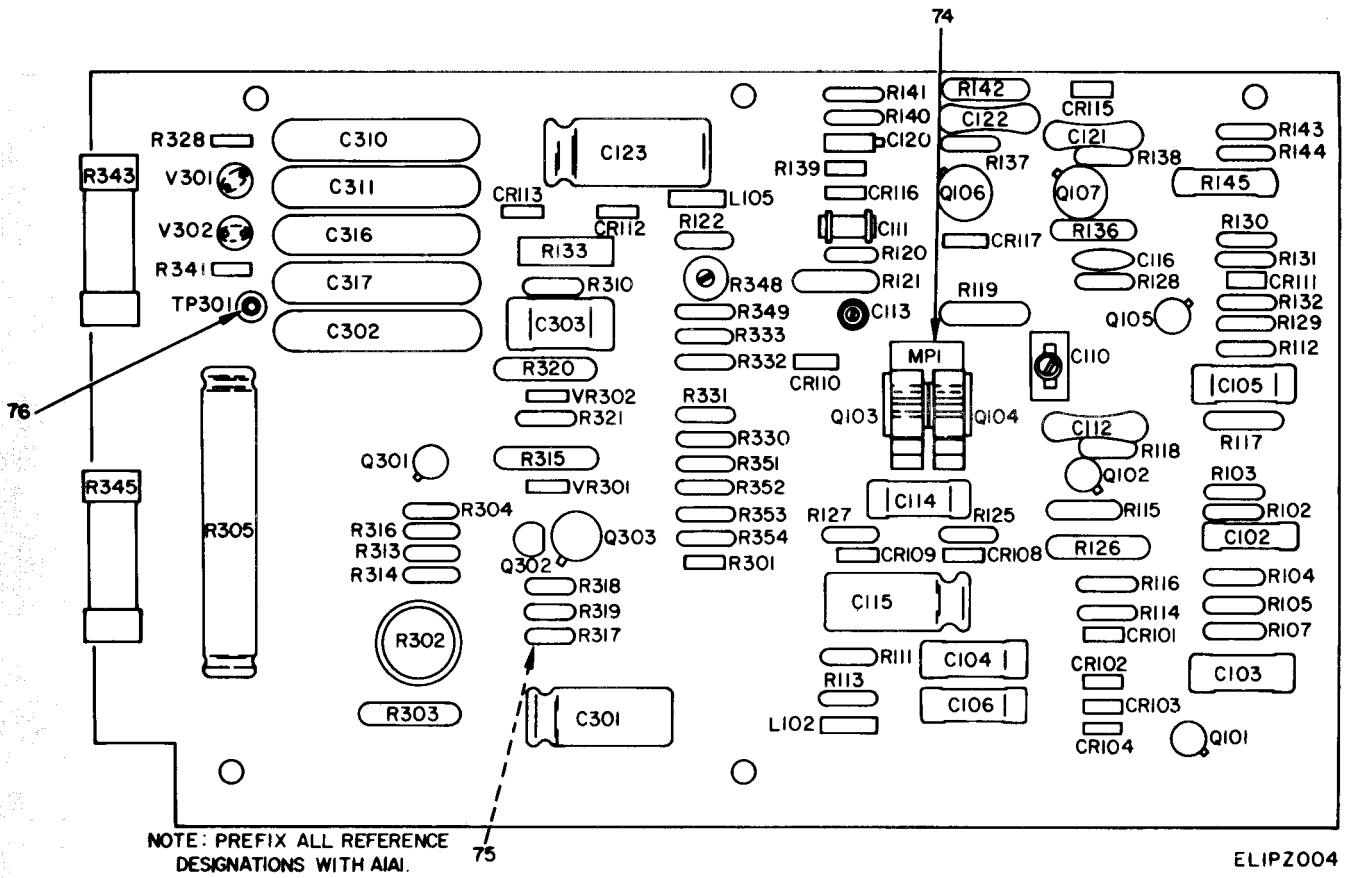 74
R141
R142
CR115
R140
C122
R143
R328
C310
C121
C120
R144
C123
R137
R138
R343
R139
V301
C311
CR113
CR116
Q106
Q107
R145
L105
V302
C316
CR112
R122
C111
R136
R130
R133
CR117
R120
C116
R131
R341
C317
R310
R348
R121
R128
CR111
R119
TP301
R349
C113
R132
C302
C303
Q105
R129
R333
R112
R332
MP1
C110
R320
CR110
76
VR302
C105
R331
Q103
Q104
R321
C112
R117
R330
R118
Q301
R315
R351
Q102
R103
R345
VR301
R352
C114
R304
R115
R102
R127
R125
R316
R353
R305
Q303
C102
R313
R354
R126
Q302
CR109
CR108
R314
R301
R318
R116
R104
C115
R319
R114
R105
R302
R317
CR101
R107
R111
C104
CR102
C103
R113
R303
C301
C106
CR103
L102
CR104
Q101
NOTE: PREFIX ALL REFERENCE
DESIGNATIONS WITH A1A1.
75
EL1PZ004